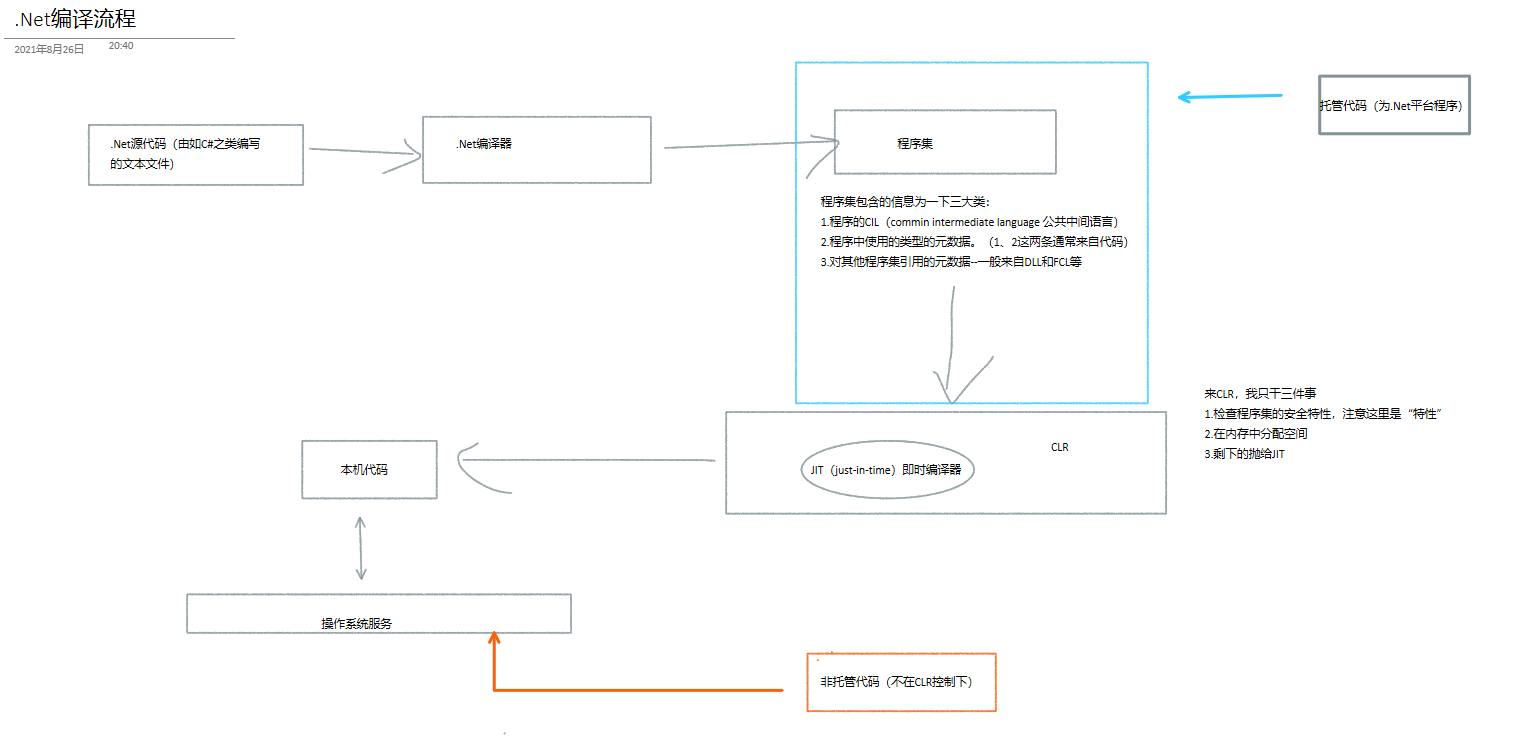 .Net编译流程
2021年8月26日 20:40
托管代码（为.Net平台程序）
.Net源代码（由如C#之类编写
的文本文件）
.Net编译器
程序集
程序集包含的信息为一下三大类：
1.程序的CIL（commin intermediate language 公共中间语言）
2.程序中使用的类型的元数据。（1、2这两条通常来自代码）
3.对其他程序集引用的元数据--一般来自DLL和FCL等
来CLR，我只干三件事
1.检查程序集的安全特性，注意这里是“特性”
2.在内存中分配空间
3.剩下的抛给JIT
CLR
JIT（just-in-time）即时编译器
本机代码
操作系统服务
非托管代码（不在CLR控制下）